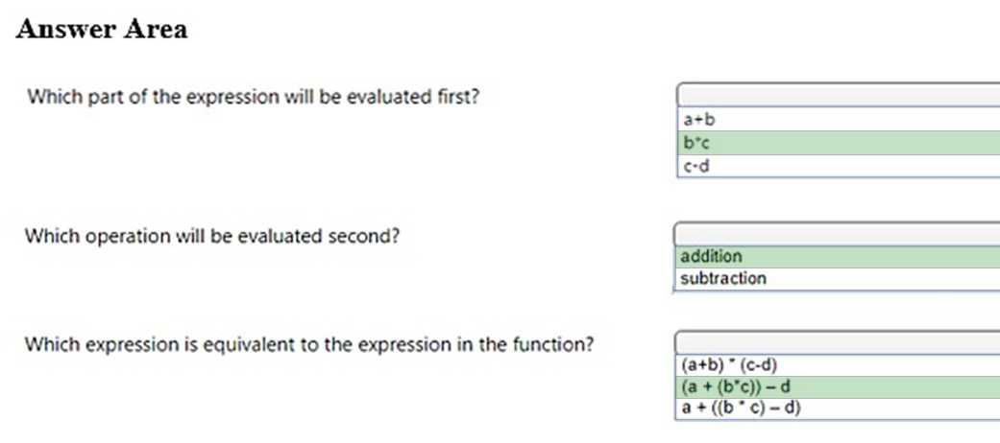 Answer Area
Which part of the expression will be evaluated first?
a+b
b*c
c-d
Which operation will be evaluated second?
addition
subtraction
Which expression is equivalent to the expression in the function?
(a+b) * (c-d)
(a + (b*c)) – d
a + ((b * c) – d)